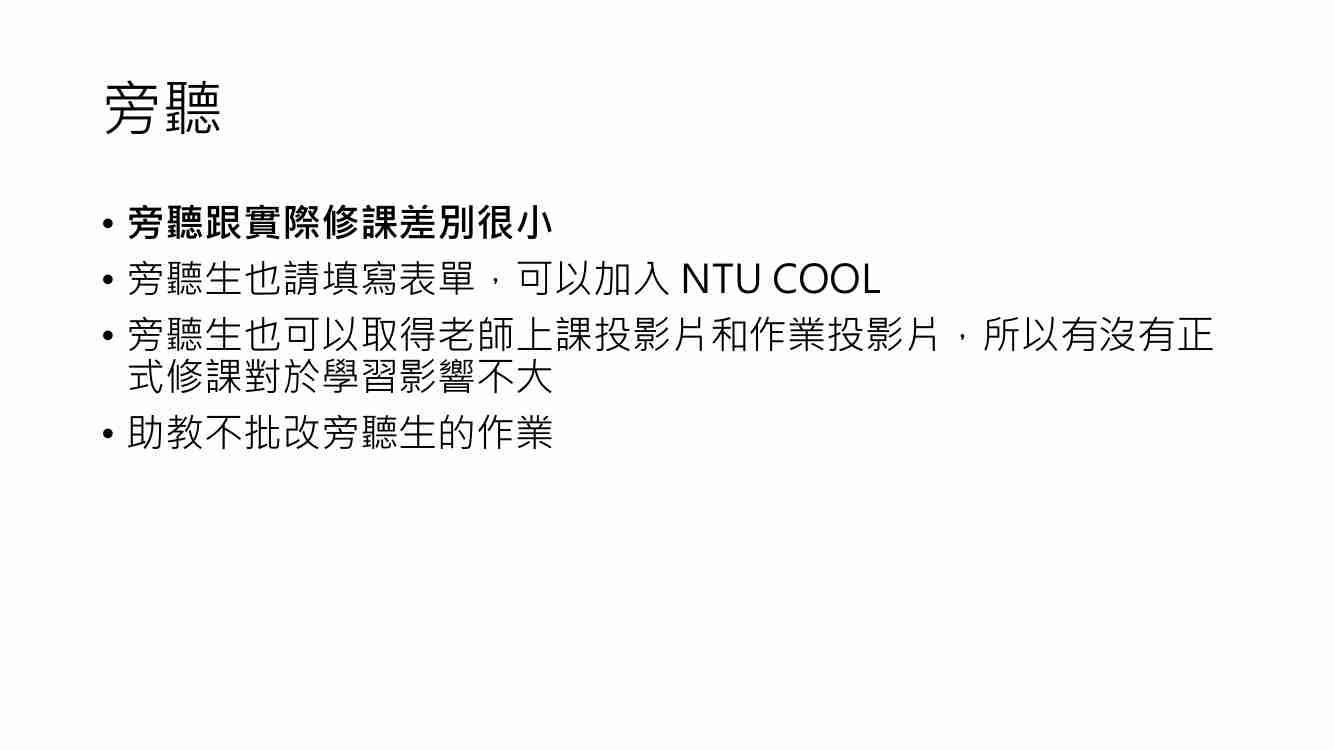 旁聽
• 旁聽跟實際修課差別很小
• 旁聽生也請填寫表單，可以加入 NTU COOL
• 旁聽生也可以取得老師上課投影片和作業投影片，所以有沒有正
式修課對於學習影響不大
• 助教不批改旁聽生的作業